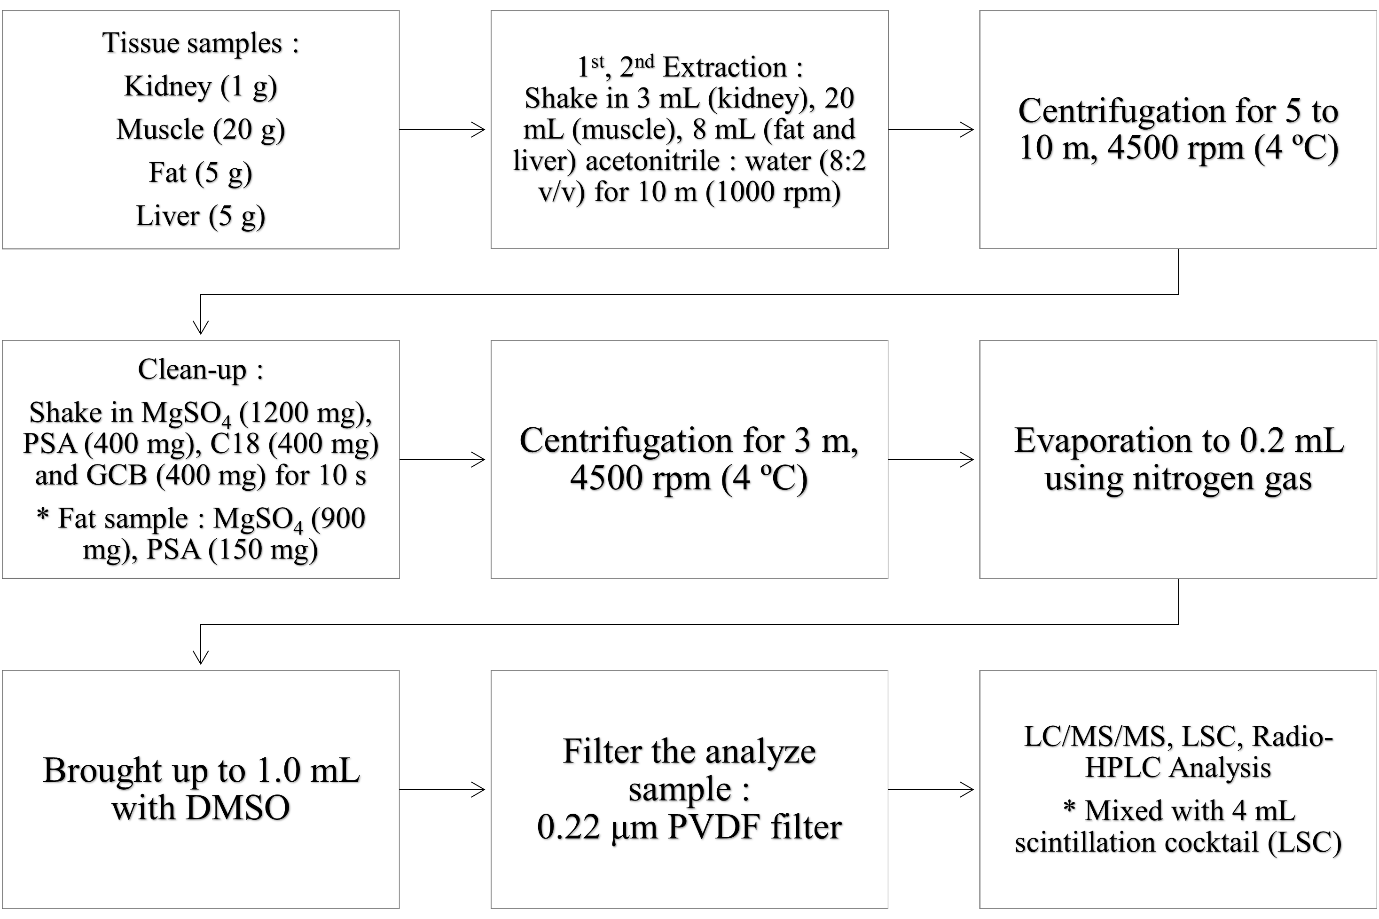 Tissue samples :
Kidney (1 g)
Muscle (20 g)
Fat (5 g)
Liver (5 g)
1st, 2nd Extraction :
Shake in 3 mL (kidney), 20
mL (muscle), 8 mL (fat and
liver) acetonitrile : water (8:2
v/v) for 10 m (1000 rpm)
Centrifugation for 5 to
10 m, 4500 rpm (4 ºC)
Clean-up :
Shake in MgSO4 (1200 mg),
PSA (400 mg), C18 (400 mg)
and GCB (400 mg) for 10 s
* Fat sample : MgSO4 (900
mg), PSA (150 mg)
Centrifugation for 3 m,
4500 rpm (4 ºC)
Evaporation to 0.2 mL
using nitrogen gas
Brought up to 1.0 mL
with DMSO
Filter the analyze
sample :
0.22 μm PVDF filter
LC/MS/MS, LSC, Radio-
HPLC Analysis
* Mixed with 4 mL
scintillation cocktail (LSC)